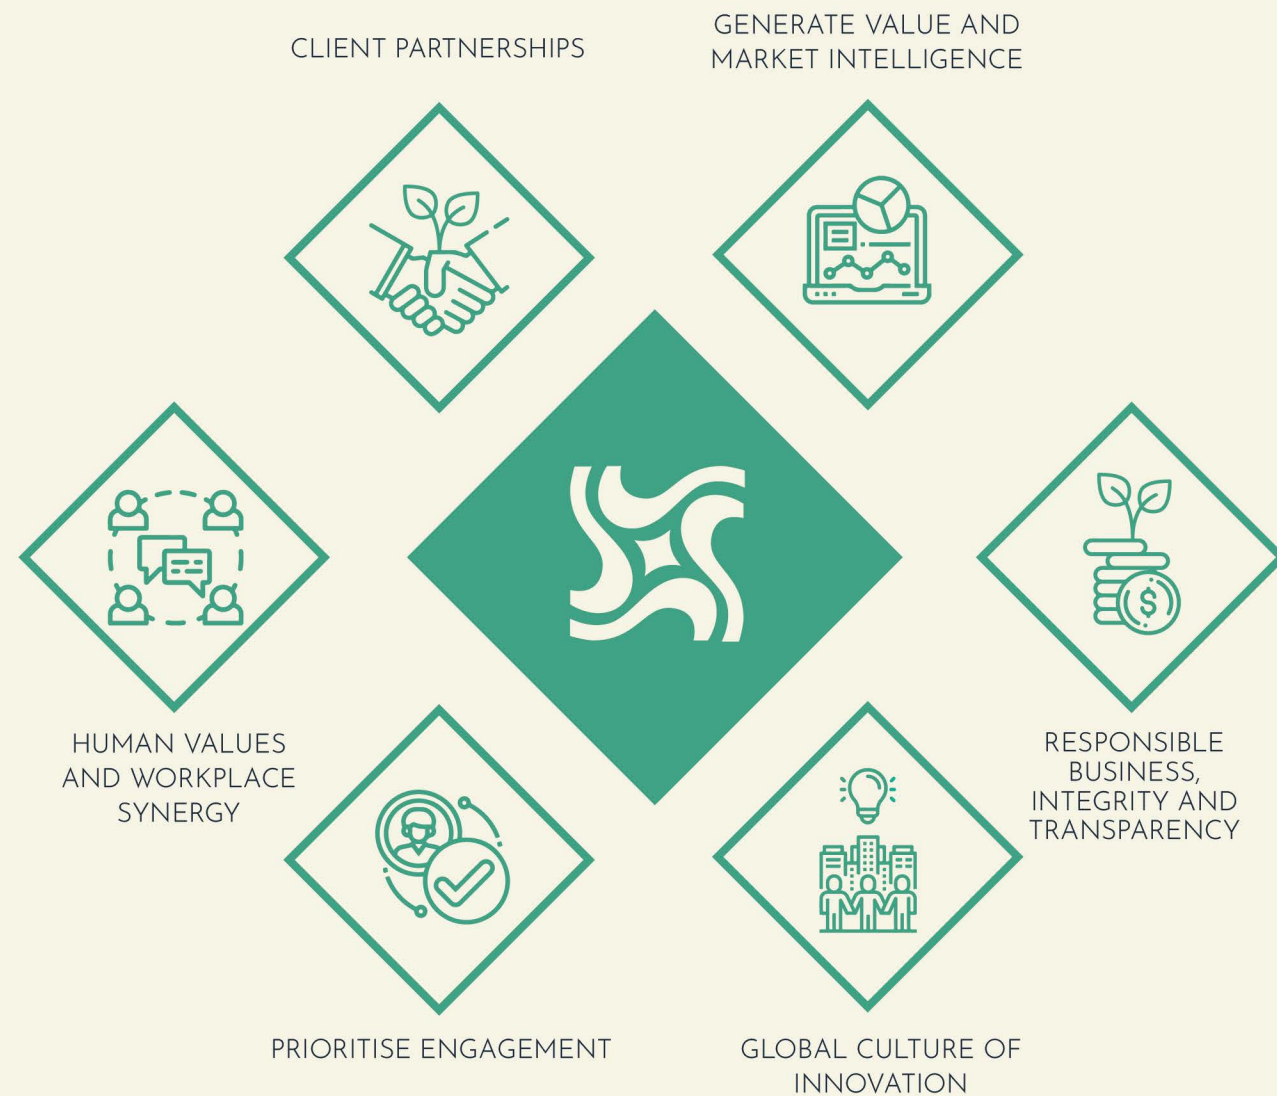 CLIENT PARTNERSHIPS
GENERATE VALUE AND
MARKET INTELLIGENCE
$
HUMAN VALUES
AND WORKPLACE
SYNERGY
RESPONSIBLE
BUSINESS,
INTEGRITY AND
TRANSPARENCY
PRIORITISE ENGAGEMENT
GLOBAL CULTURE OF
INNOVATION